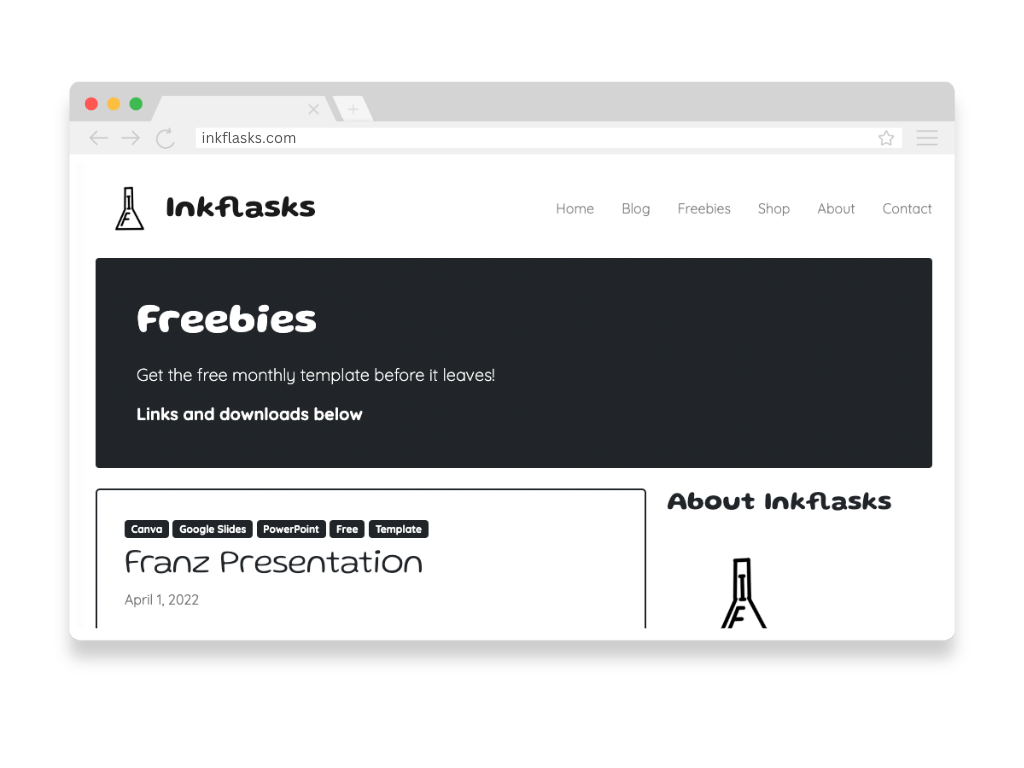 inkflasks.com
Inkflasks
Home Blog Freebies Shop About Contact
Freebies
Get the free monthly template before it leaves!
Links and downloads below
Canva Google Slides PowerPoint Free Template
Franz Presentation
April 1, 2022
About Inkflasks
IF